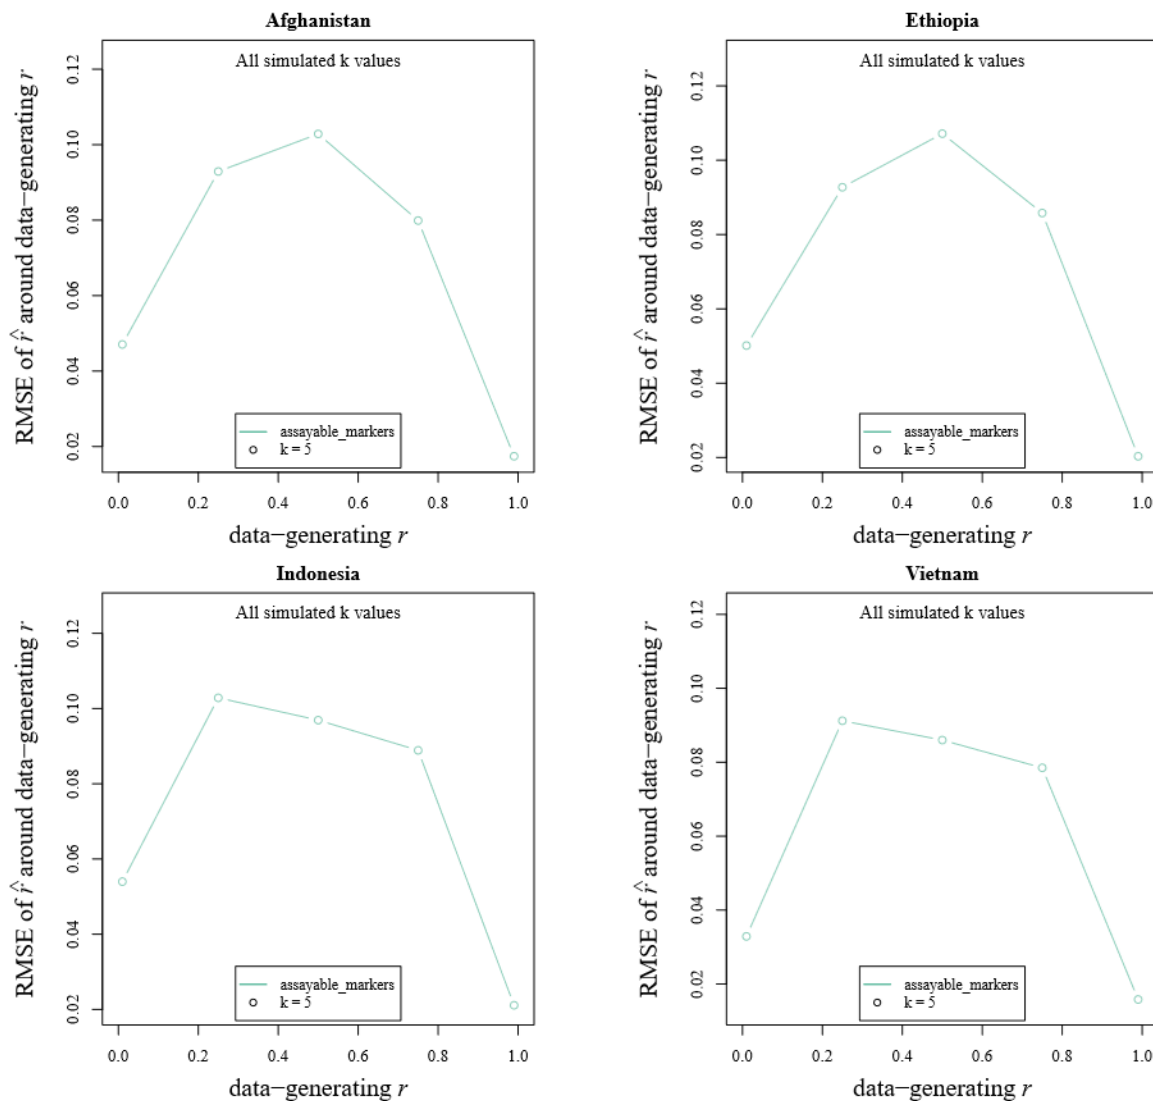 Afghanistan
All simulated k values
RMSE of r̂ around data−generating r
0.12
0.10
0.08
0.06
0.04
0.02
assayable_markers
k = 5
0.0 0.2 0.4 0.6 0.8 1.0
data−generating r
Ethiopia
All simulated k values
RMSE of r̂ around data−generating r
0.12
0.10
0.08
0.06
0.04
0.02
assayable_markers
k = 5
0.0 0.2 0.4 0.6 0.8 1.0
data−generating r
Indonesia
All simulated k values
RMSE of r̂ around data−generating r
0.12
0.10
0.08
0.06
0.04
0.02
assayable_markers
k = 5
0.0 0.2 0.4 0.6 0.8 1.0
data−generating r
Vietnam
All simulated k values
RMSE of r̂ around data−generating r
0.12
0.10
0.08
0.06
0.04
0.02
assayable_markers
k = 5
0.0 0.2 0.4 0.6 0.8 1.0
data−generating r